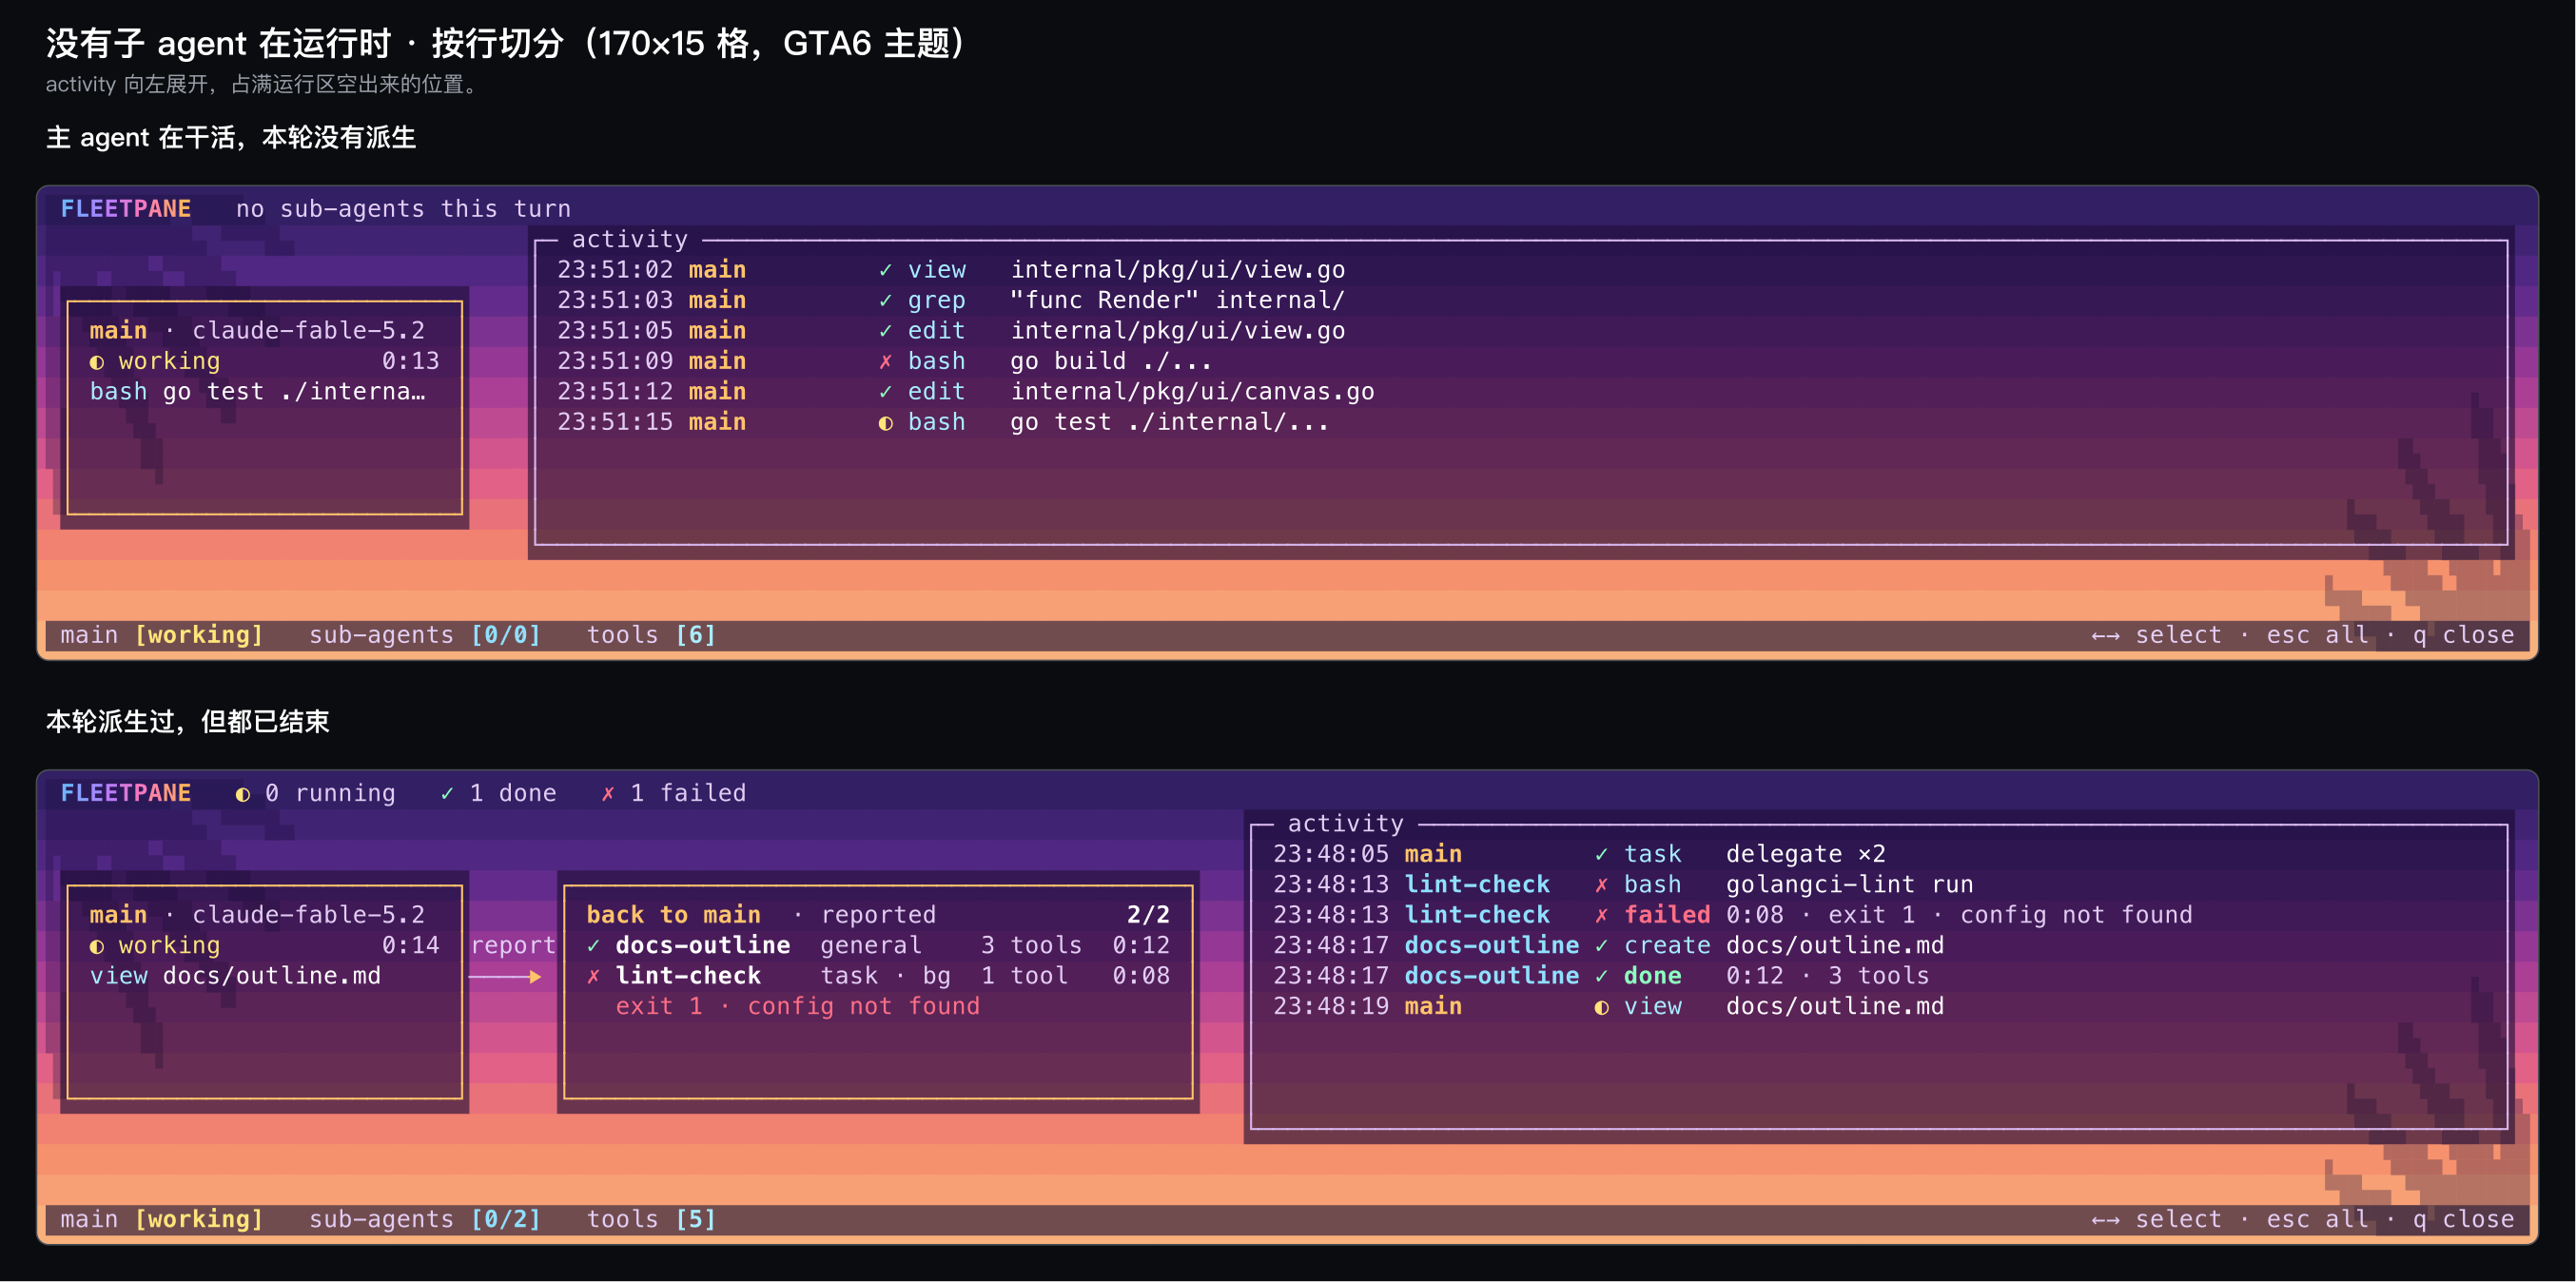 没有子 agent 在运行时 · 按行切分（170×15 格，GTA6 主题）
activity 向左展开，占满运行区空出来的位置。
主 agent 在干活，本轮没有派生
FLEETPANE no sub-agents this turn
activity
main · claude-fable-5.2
◐ working 0:13
bash go test ./interna…
23:51:02 main ✓ view internal/pkg/ui/view.go
23:51:03 main ✓ grep "func Render" internal/
23:51:05 main ✓ edit internal/pkg/ui/view.go
23:51:09 main ✗ bash go build ./...
23:51:12 main ✓ edit internal/pkg/ui/canvas.go
23:51:15 main ◐ bash go test ./internal/...
main [working] sub-agents [0/0] tools [6] ←→ select · esc all · q close
本轮派生过，但都已结束
FLEETPANE ◐ 0 running ✓ 1 done ✗ 1 failed
main · claude-fable-5.2
◐ working 0:14
view docs/outline.md
report
back to main · reported 2/2
✓ docs-outline general 3 tools 0:12
✗ lint-check task · bg 1 tool 0:08
exit 1 · config not found
activity
23:48:05 main ✓ task delegate ×2
23:48:13 lint-check ✗ bash golangci-lint run
23:48:13 lint-check ✗ failed 0:08 · exit 1 · config not found
23:48:17 docs-outline ✓ create docs/outline.md
23:48:17 docs-outline ✓ done 0:12 · 3 tools
23:48:19 main ◐ view docs/outline.md
main [working] sub-agents [0/2] tools [5] ←→ select · esc all · q close